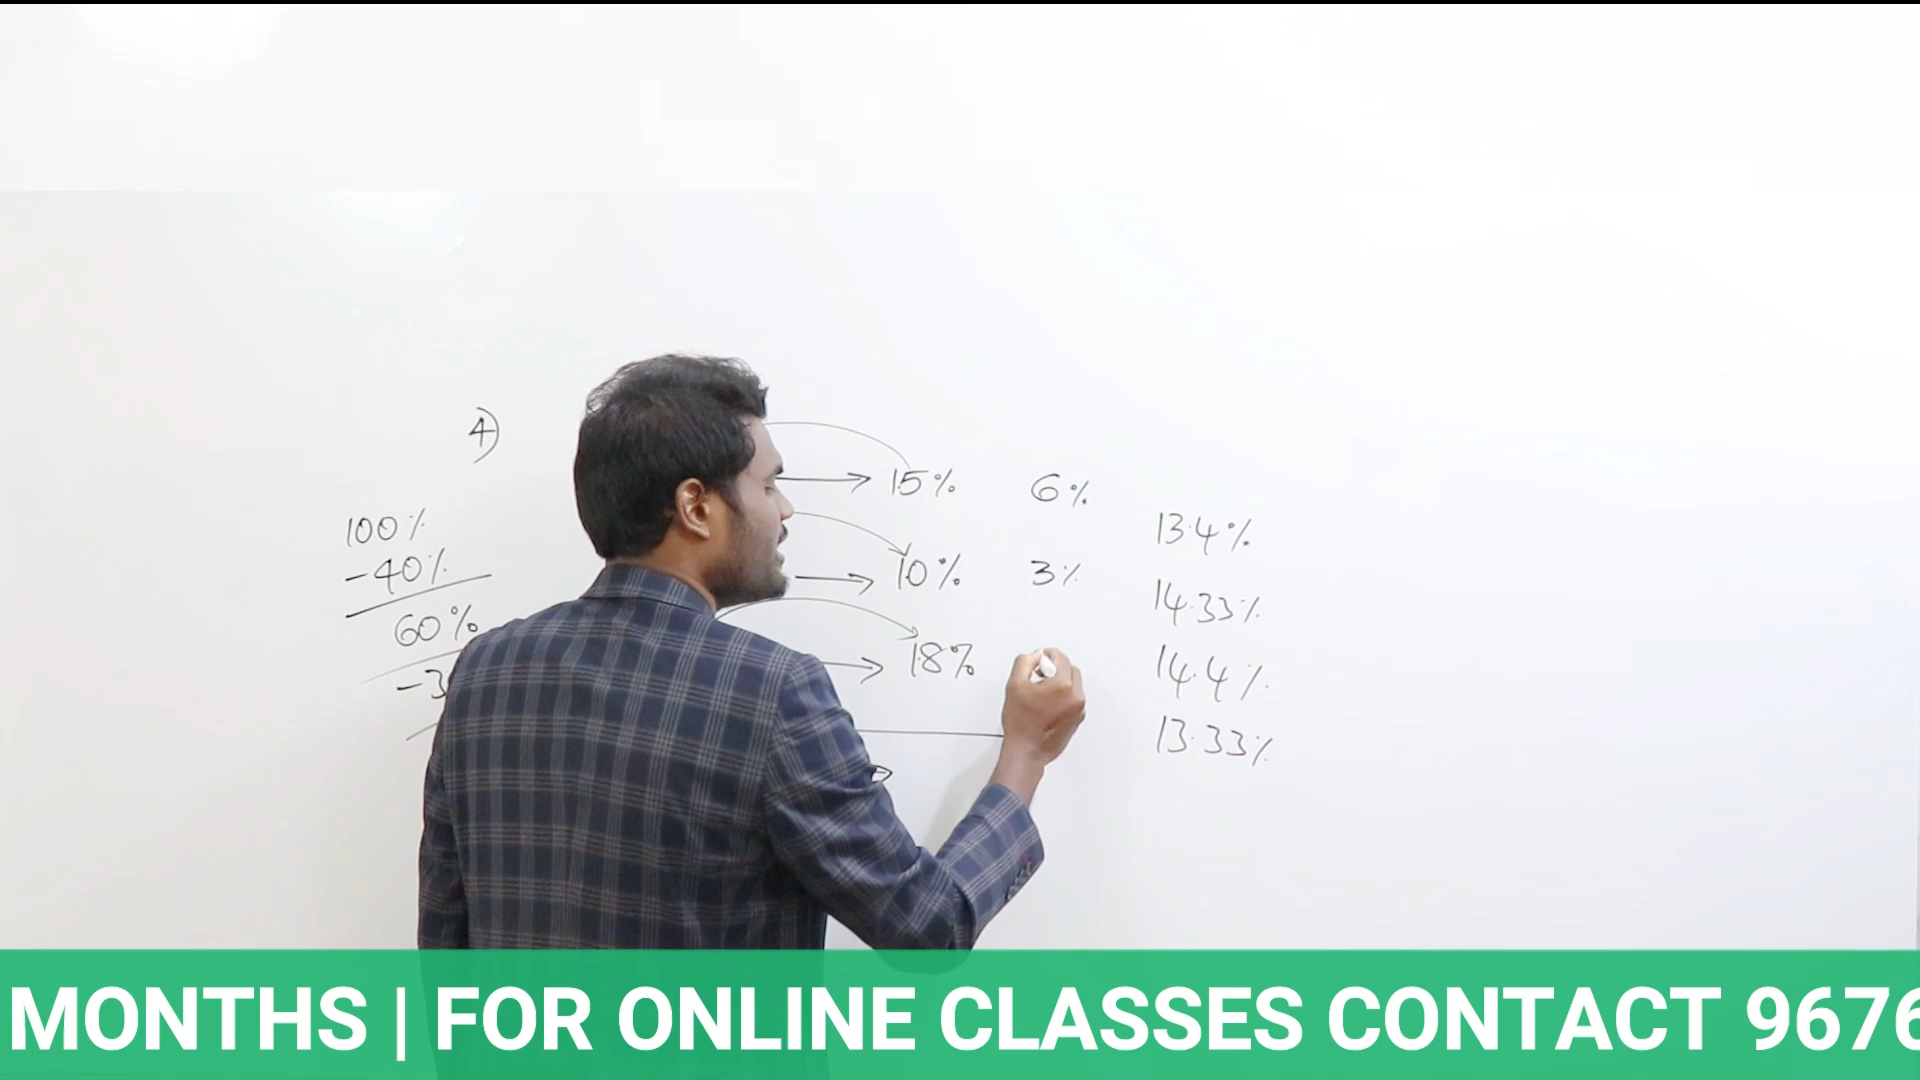 4)
15% 6%
100% 13.4%
-40% 10% 3% 14.33%
60% 18% 14.4%
-3
13.33%
MONTHS | FOR ONLINE CLASSES CONTACT 9676